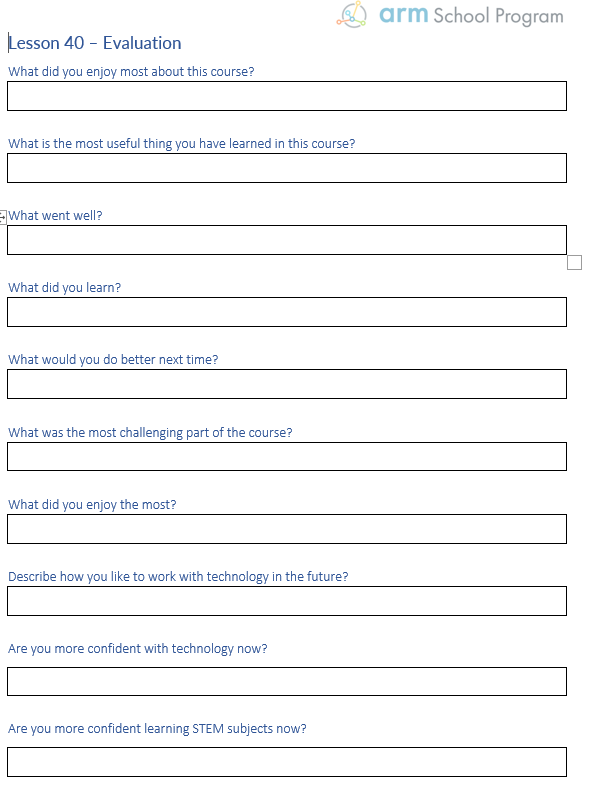 arm School Program
Lesson 40 – Evaluation
What did you enjoy most about this course?
What is the most useful thing you have learned in this course?
What went well?
What did you learn?
What would you do better next time?
What was the most challenging part of the course?
What did you enjoy the most?
Describe how you like to work with technology in the future?
Are you more confident with technology now?
Are you more confident learning STEM subjects now?